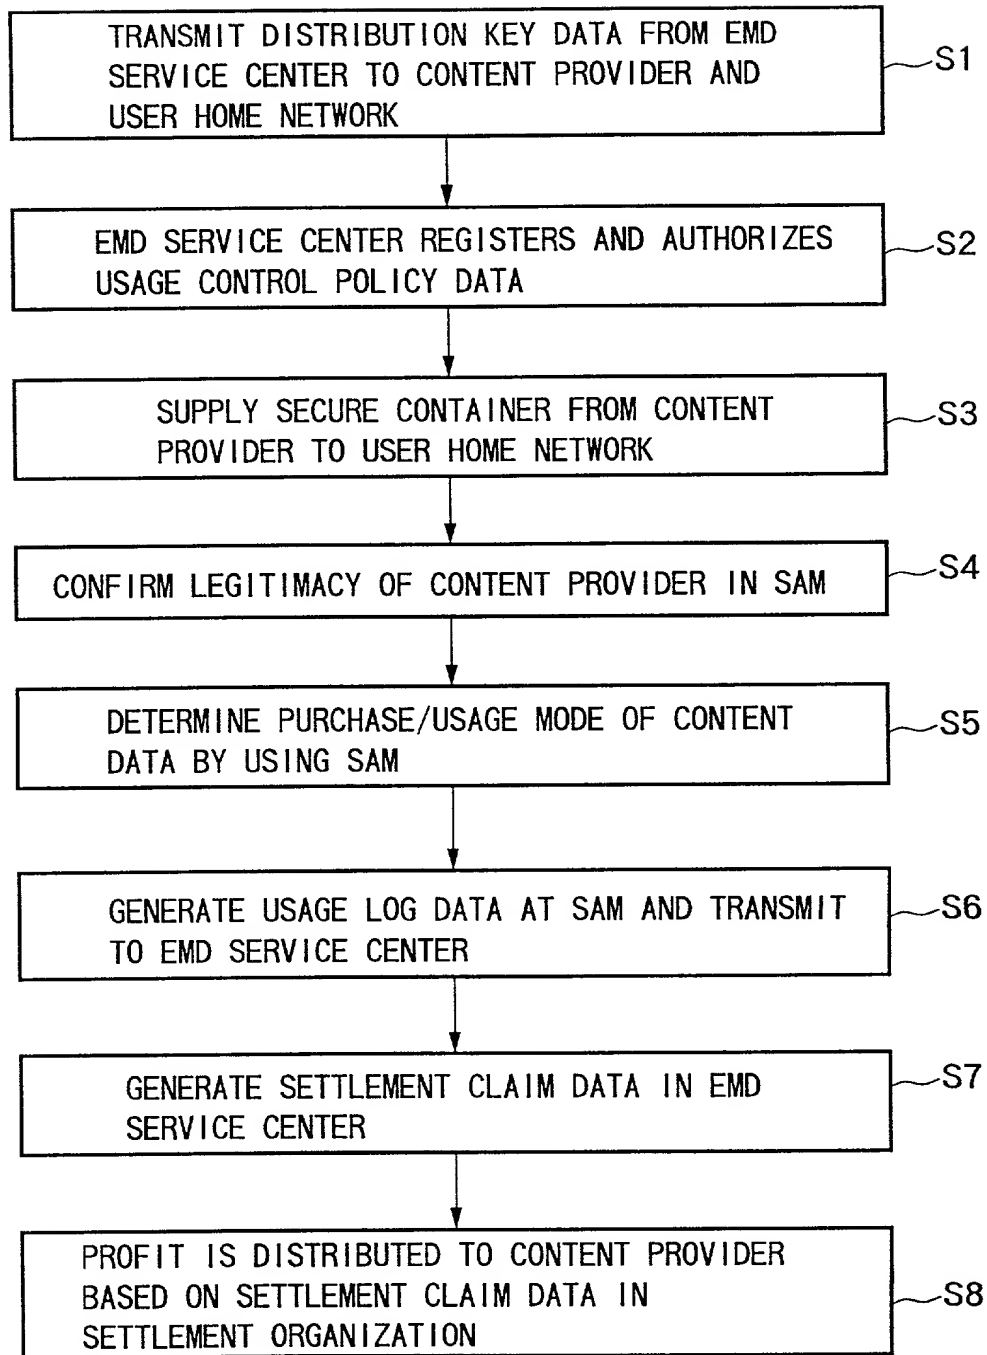 TRANSMIT DISTRIBUTION KEY DATA FROM EMD
SERVICE CENTER TO CONTENT PROVIDER AND
USER HOME NETWORK
S1
EMD SERVICE CENTER REGISTERS AND AUTHORIZES
USAGE CONTROL POLICY DATA
S2
SUPPLY SECURE CONTAINER FROM CONTENT
PROVIDER TO USER HOME NETWORK
S3
CONFIRM LEGITIMACY OF CONTENT PROVIDER IN SAM
S4
DETERMINE PURCHASE/USAGE MODE OF CONTENT
DATA BY USING SAM
S5
GENERATE USAGE LOG DATA AT SAM AND TRANSMIT
TO EMD SERVICE CENTER
S6
GENERATE SETTLEMENT CLAIM DATA IN EMD
SERVICE CENTER
S7
PROFIT IS DISTRIBUTED TO CONTENT PROVIDER
BASED ON SETTLEMENT CLAIM DATA IN
SETTLEMENT ORGANIZATION
S8